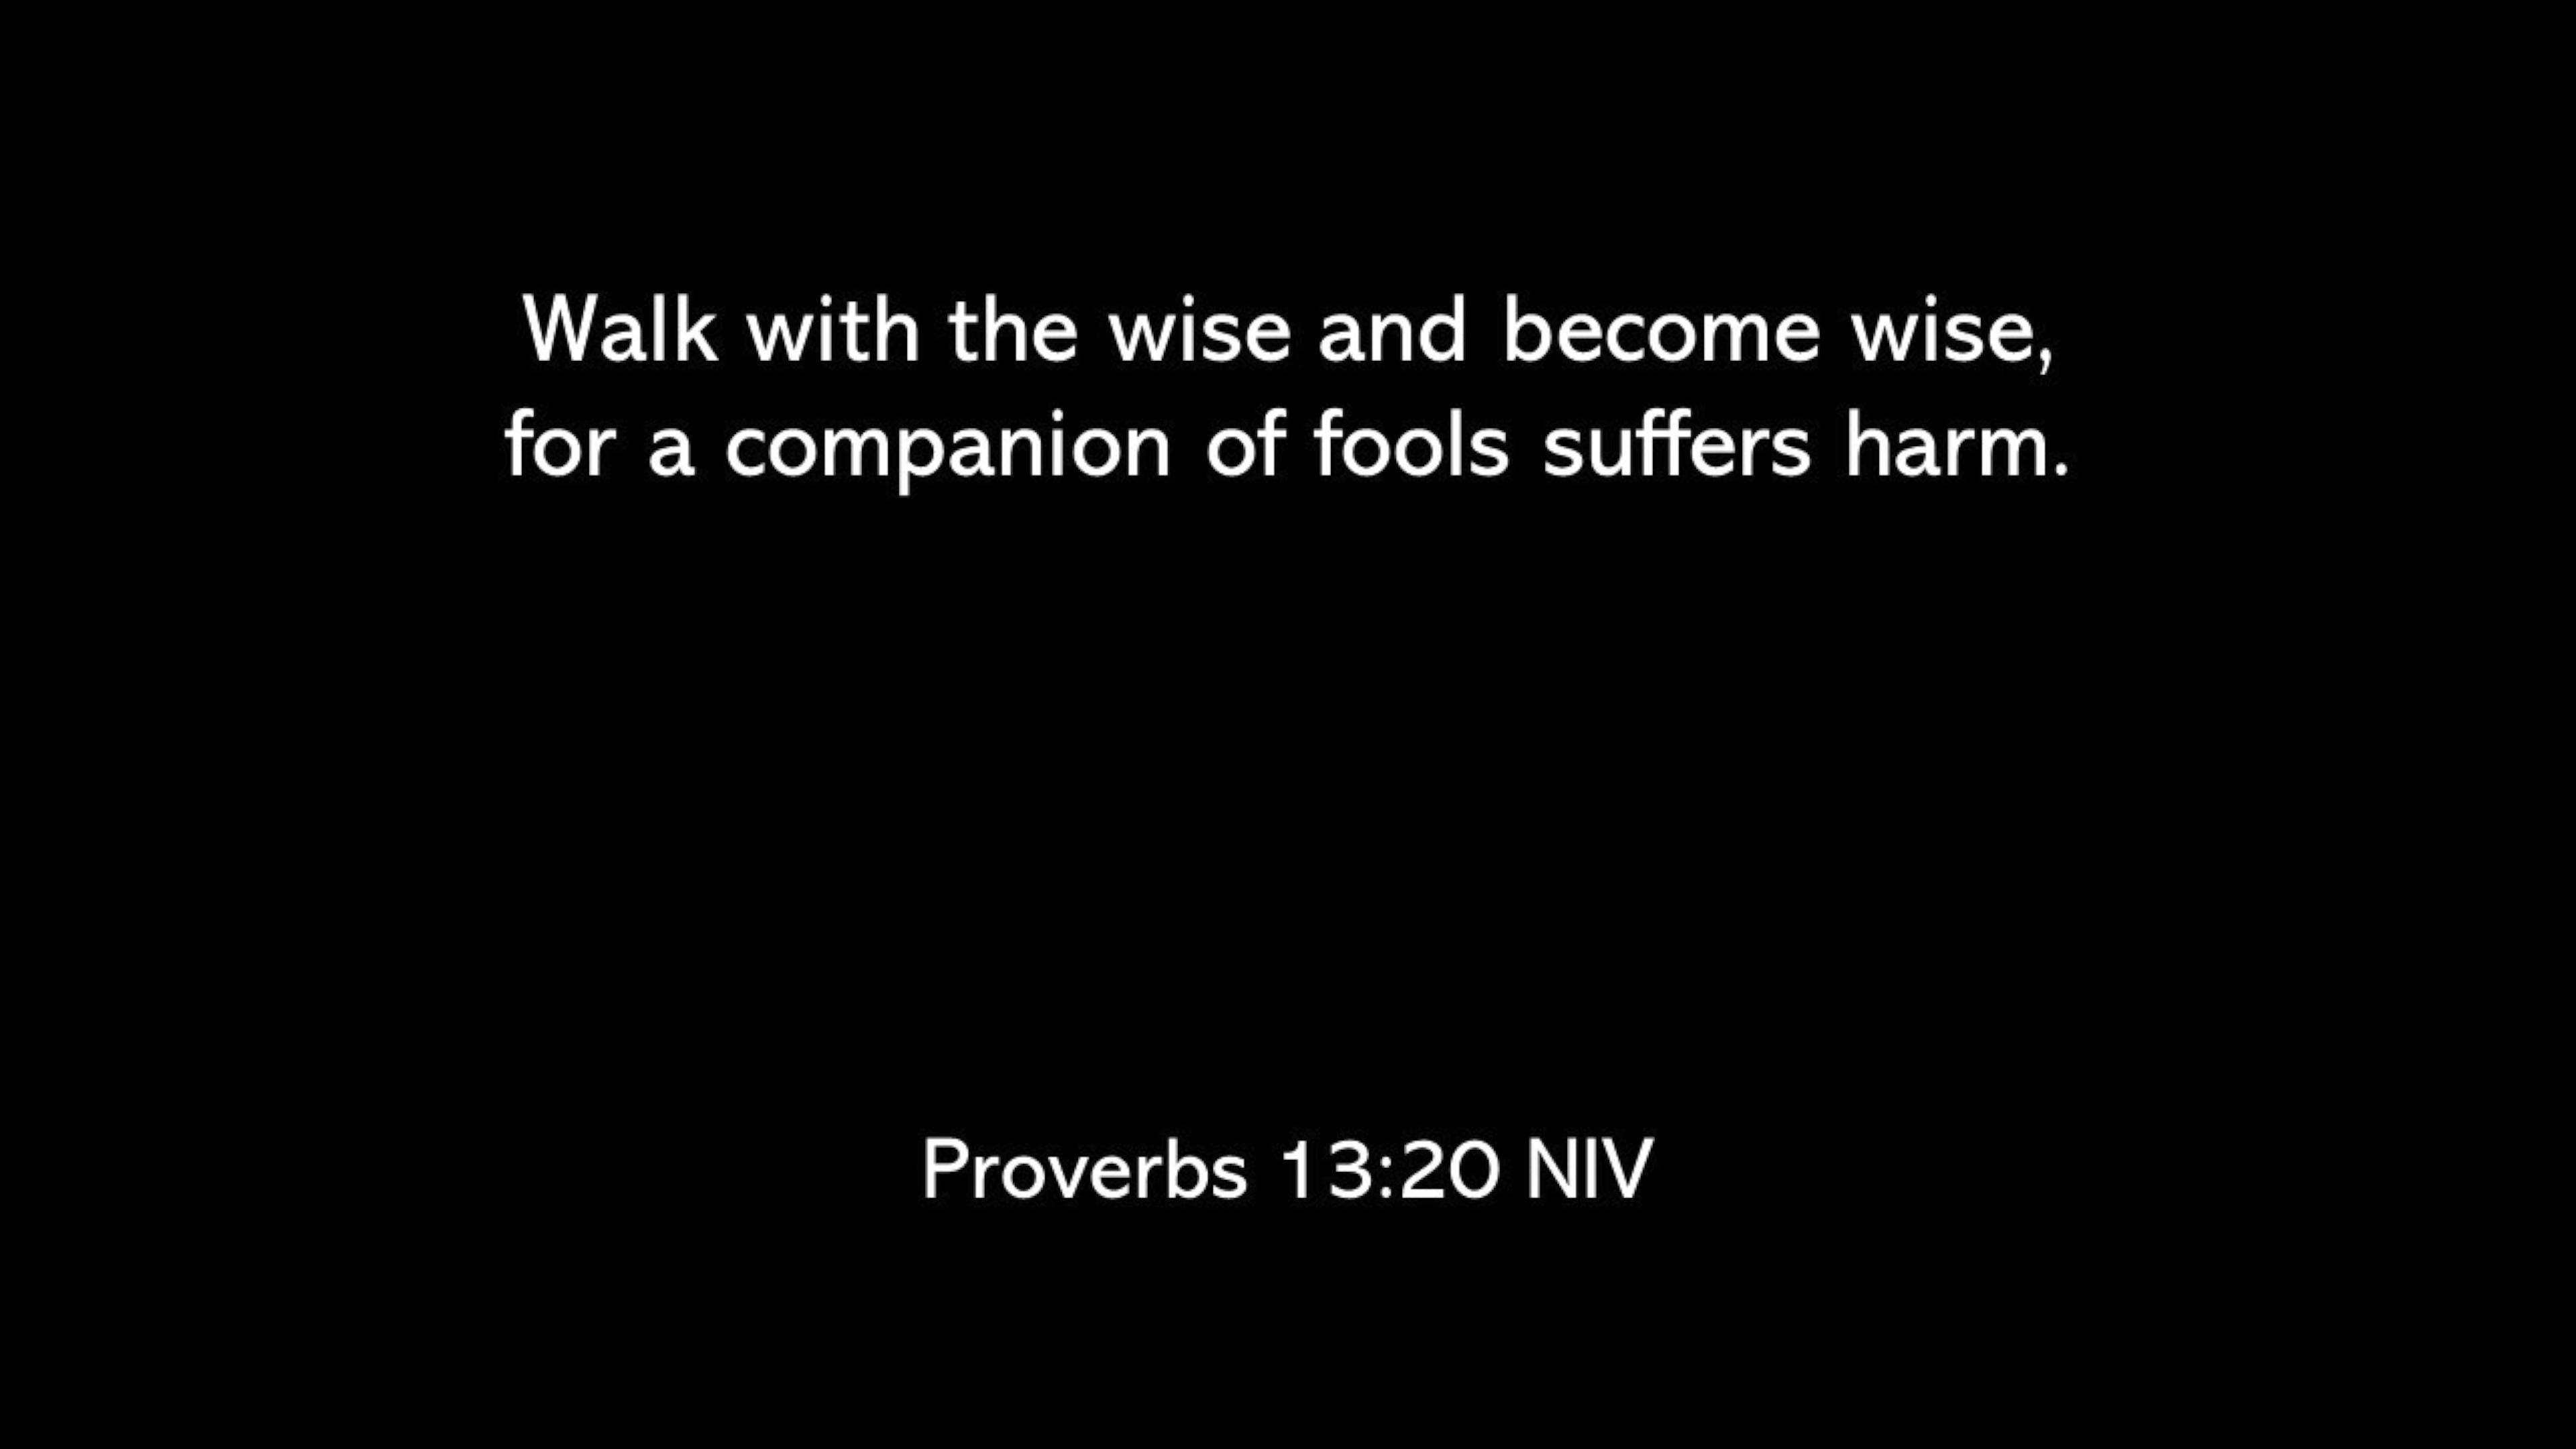 Walk with the wise and become wise,
for a companion of fools suffers harm.
Proverbs 13:20 NIV